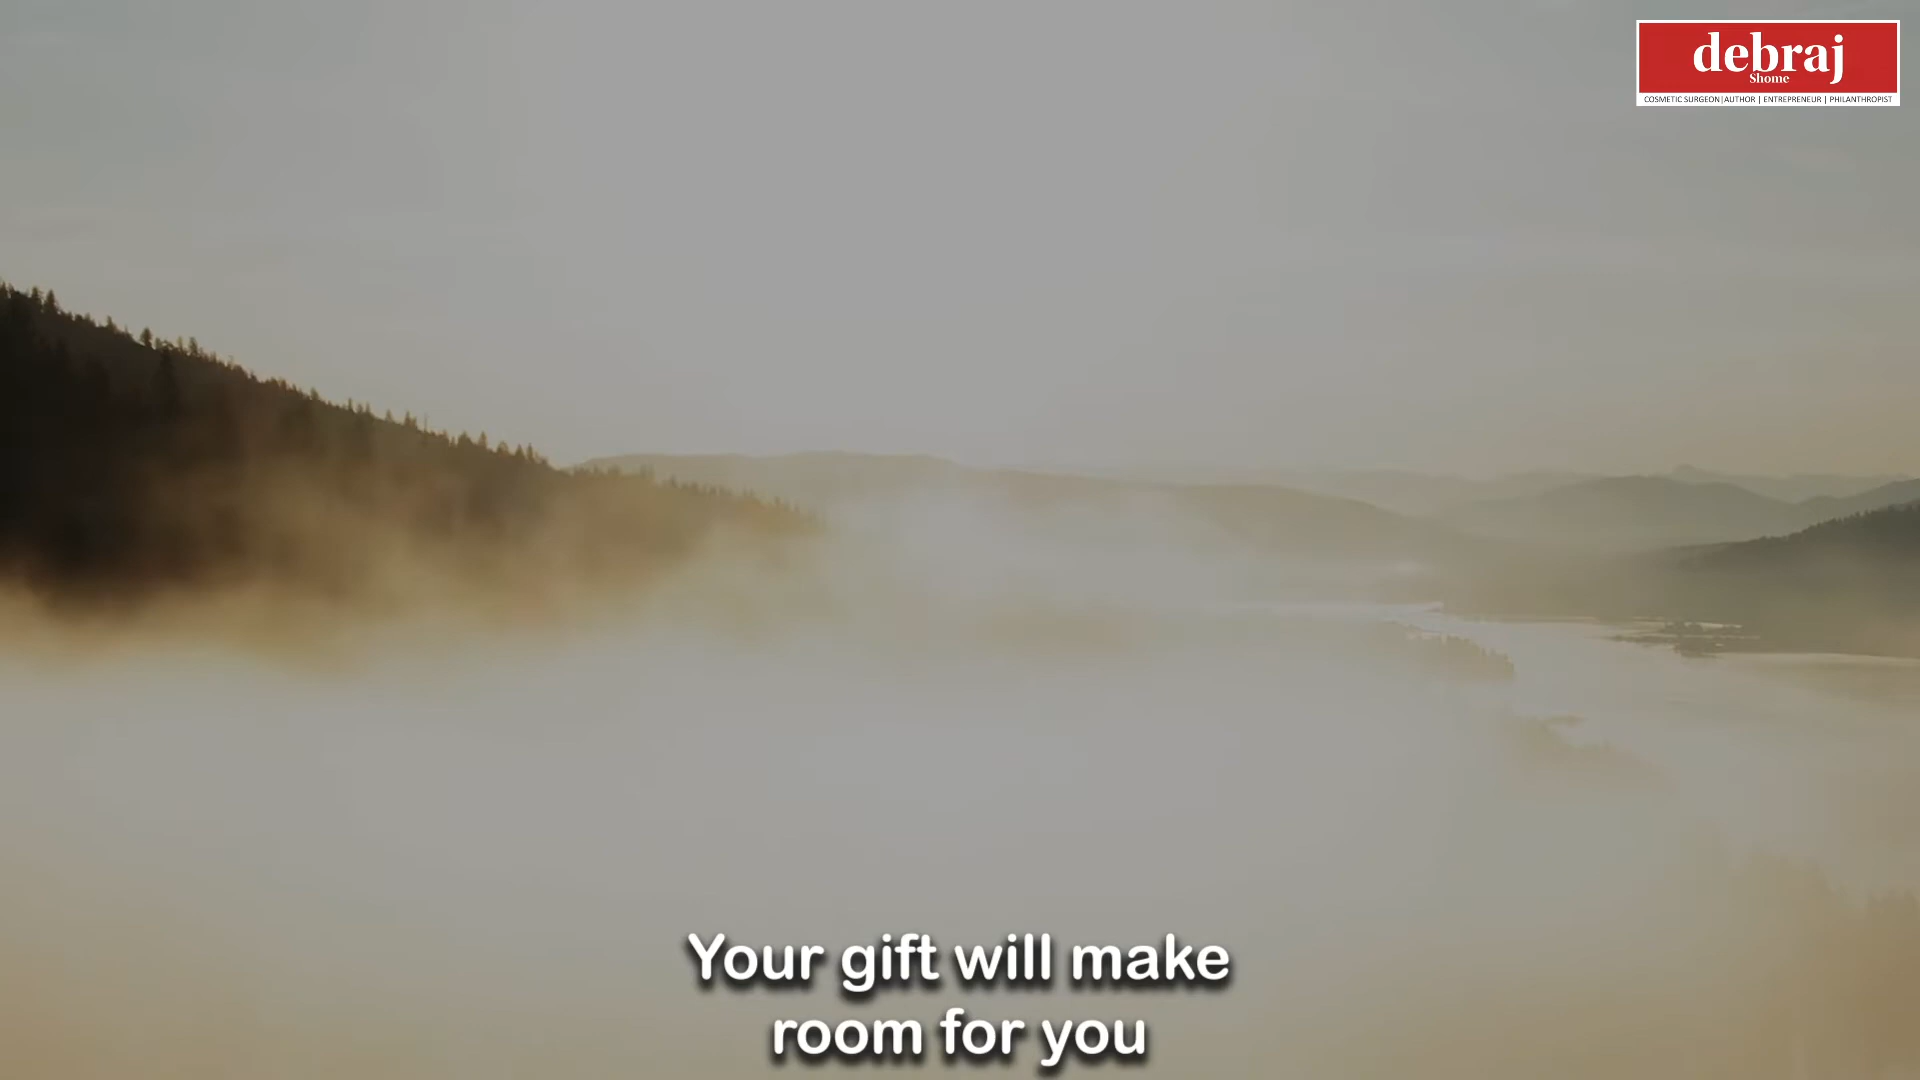 debraj
Shome
COSMETIC SURGEON|AUTHOR | ENTREPRENEUR | PHILANTHROPIST
Your gift will make
room for you